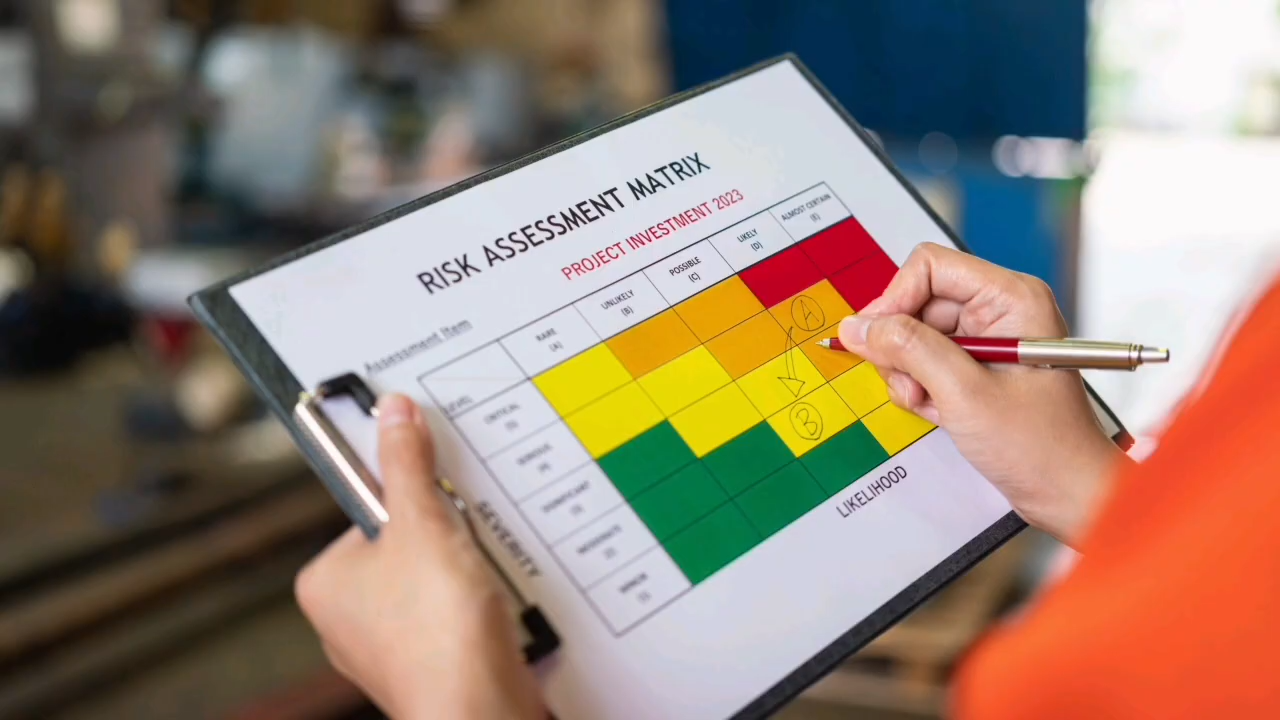 RISK ASSESSMENT MATRIX
PROJECT INVESTMENT 2023
Assessment Item
LEVEL
RARE
(A)
UNLIKELY
(B)
POSSIBLE
(C)
LIKELY
(D)
ALMOST CERTAIN
(E)
CRITICAL
(5)
SERIOUS
(4)
SIGNIFICANT
(3)
MODERATE
(2)
MINOR
(1)
A
B
SEVERITY
LIKELIHOOD